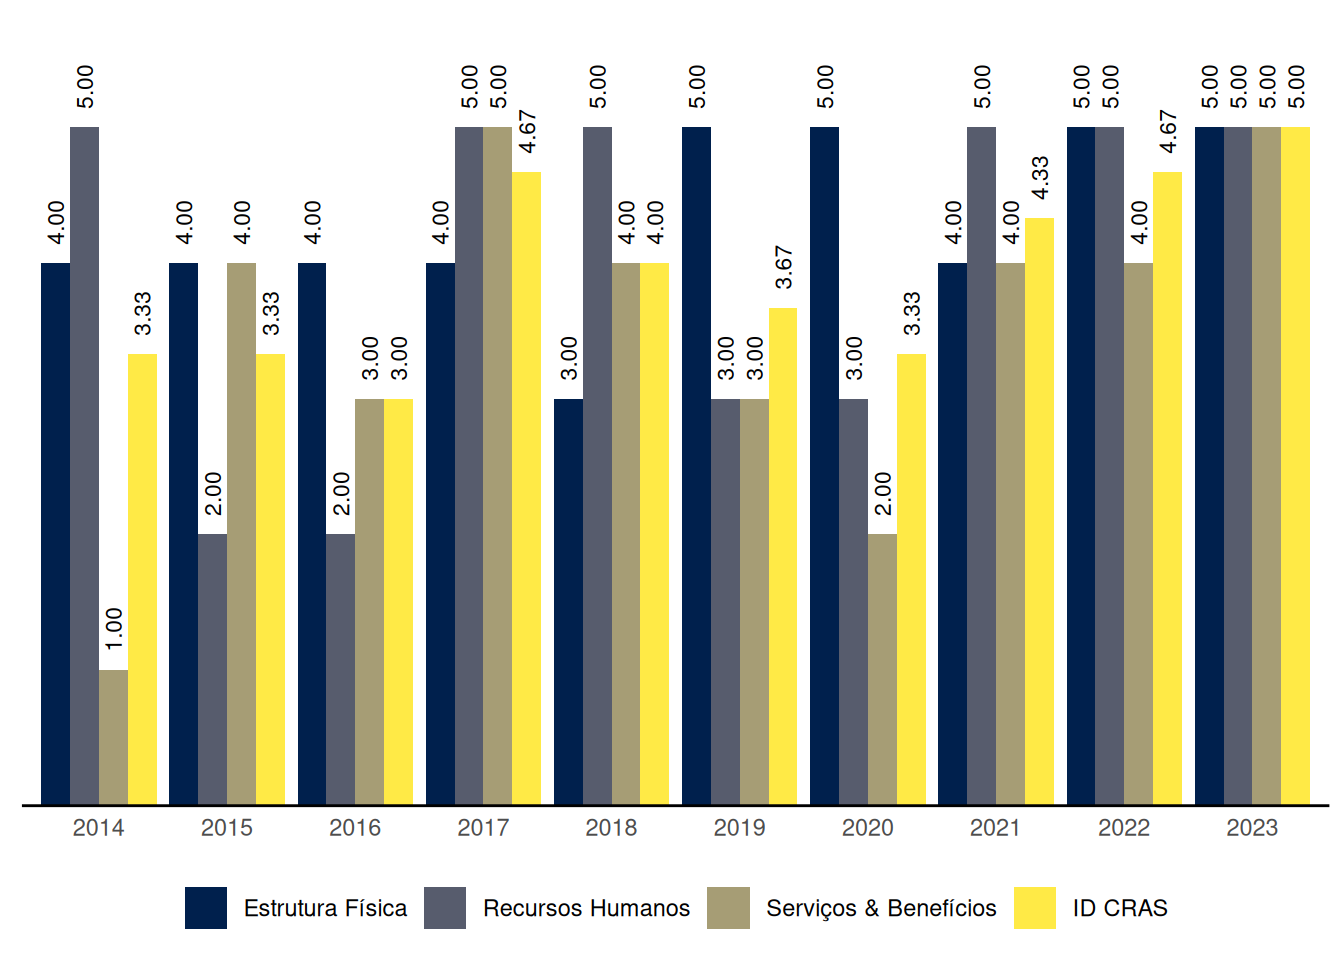 4.00 5.00 1.00 3.33 4.00 2.00 4.00 3.33 4.00 2.00 3.00 3.00 4.00 5.00 5.00 4.67 3.00 5.00 4.00 4.00 5.00 3.00 3.00 3.67 5.00 3.00 2.00 3.33 4.00 5.00 4.00 4.33 5.00 5.00 4.00 4.67 5.00 5.00 5.00 5.00
2014 2015 2016 2017 2018 2019 2020 2021 2022 2023
Estrutura Física Recursos Humanos Serviços & Benefícios ID CRAS